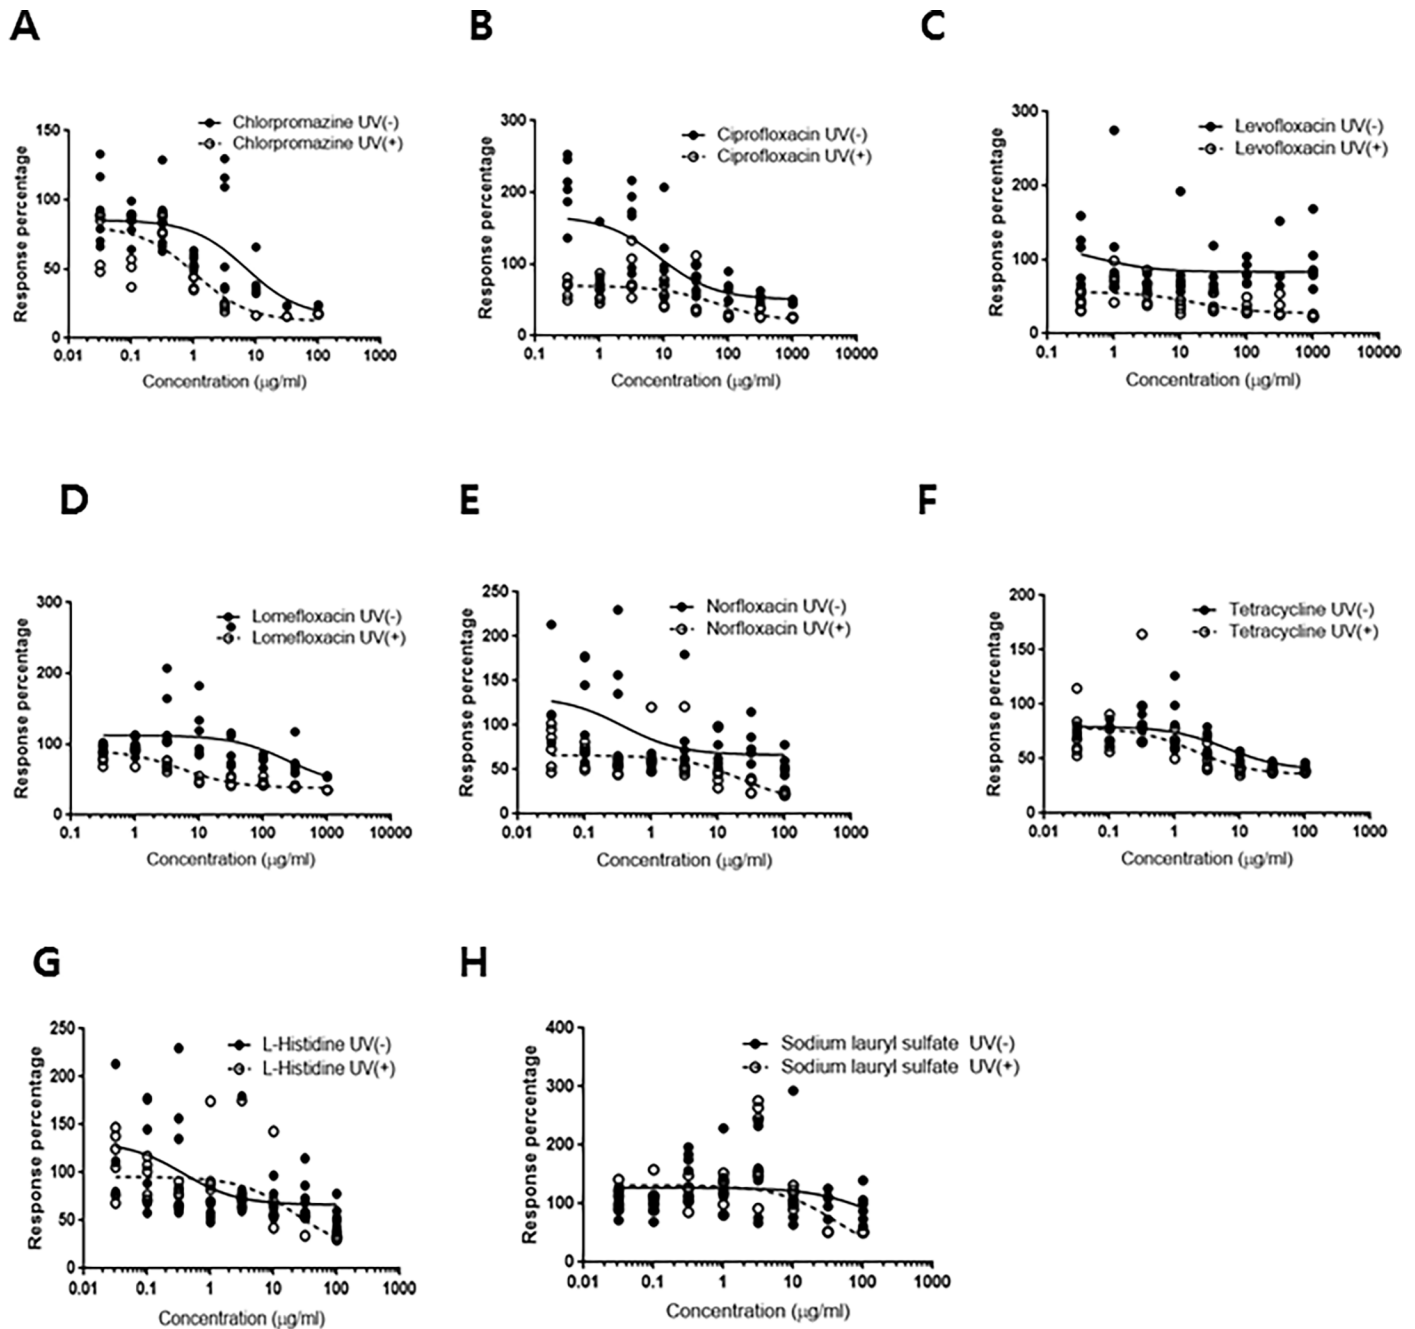 A
B
C
Chlorpromazine UV(-)
Chlorpromazine UV(+)
Response percentage
150
100
50
0
0.01 0.1 1 10 100 1000
Concentration (μg/ml)
Ciprofloxacin UV(-)
Ciprofloxacin UV(+)
Response percentage
300
200
100
0
0.1 1 10 100 1000 10000
Concentration (μg/ml)
Levofloxacin UV(-)
Levofloxacin UV(+)
Response percentage
300
200
100
0
0.1 1 10 100 1000 10000
Concentration (μg/ml)
D
E
F
Lomefloxacin UV(-)
Lomefloxacin UV(+)
Response percentage
300
200
100
0
0.1 1 10 100 1000 10000
Concentration (μg/ml)
Norfloxacin UV(-)
Norfloxacin UV(+)
Response percentage
250
200
150
100
50
0
0.01 0.1 1 10 100 1000
Concentration (μg/ml)
Tetracycline UV(-)
Tetracycline UV(+)
Response percentage
200
150
100
50
0
0.01 0.1 1 10 100 1000
Concentration (μg/ml)
G
H
L-Histidine UV(-)
L-Histidine UV(+)
Response percentage
250
200
150
100
50
0
0.01 0.1 1 10 100 1000
Concentration (μg/ml)
Sodium lauryl sulfate UV(-)
Sodium lauryl sulfate UV(+)
Response percentage
400
300
200
100
0
0.01 0.1 1 10 100 1000
Concentration (μg/ml)